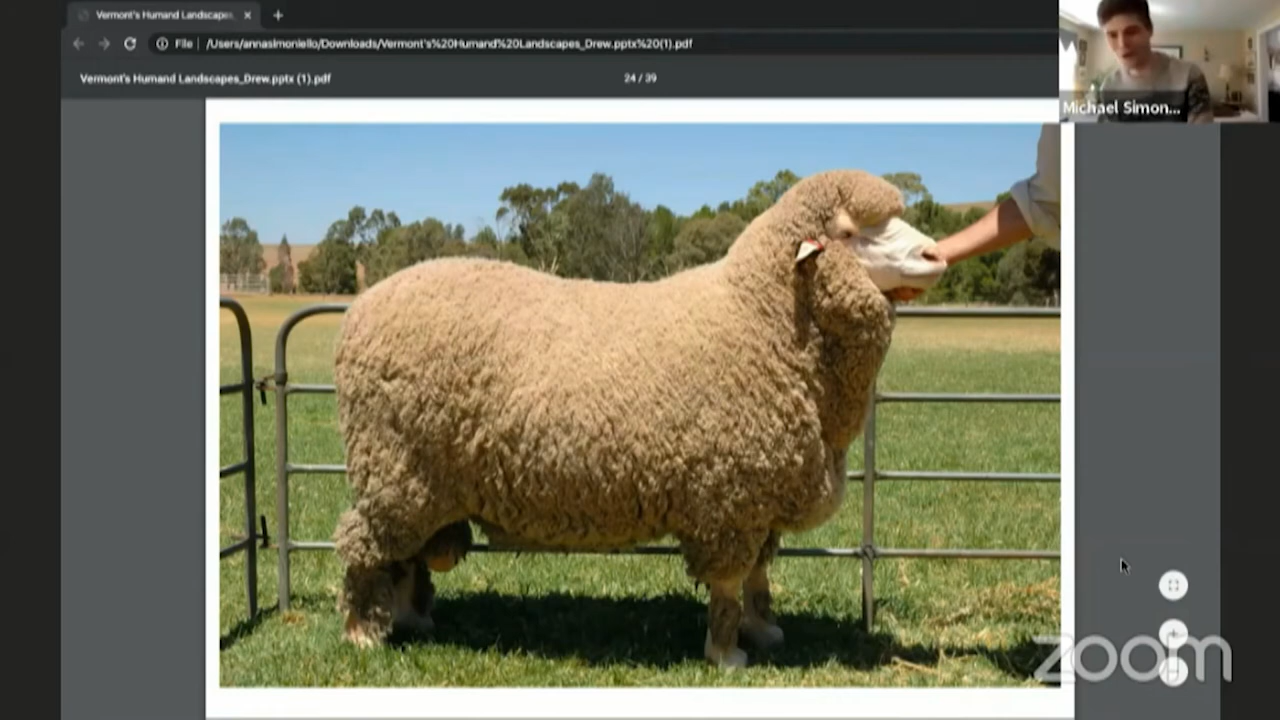 Vermont's Humand Landscapes_
File
/Users/annasimoniello/Downloads/Vermont's%20Humand%20Landscapes_Drew.pptx%20(1).pdf
Vermont's Humand Landscapes_Drew.pptx (1).pdf
24 / 39
Michael Simon...
zoom